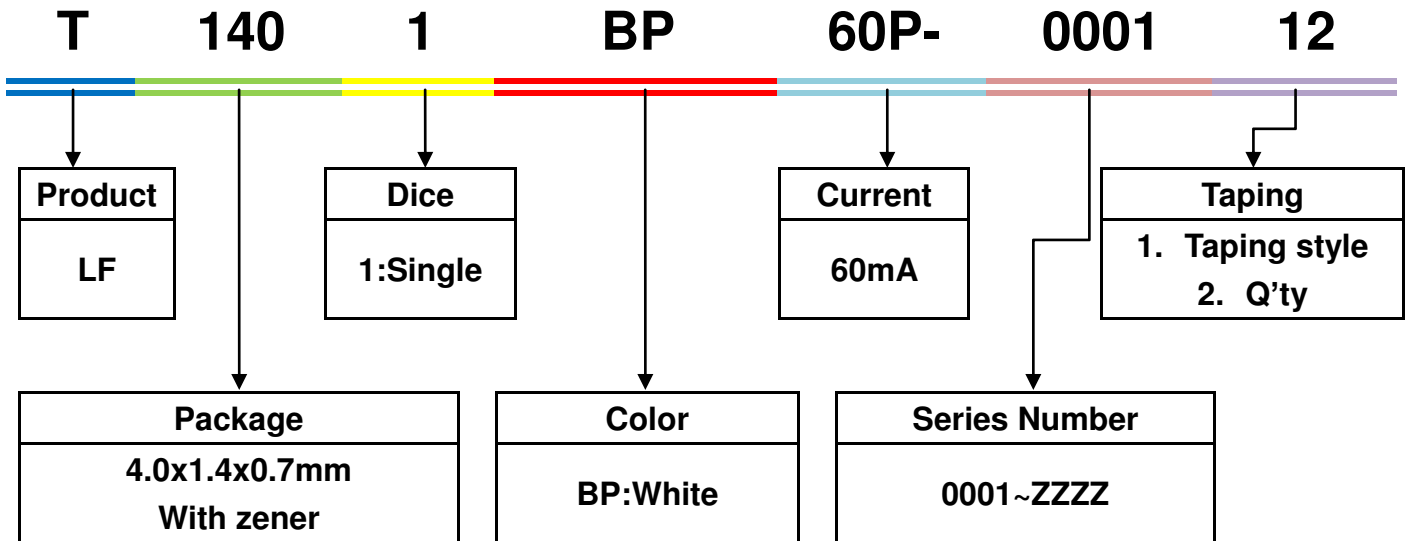 T 140 1 BP 60P- 0001 12
Product
LF
Dice
1:Single
Current
60mA
Taping
1. Taping style
2. Q'ty
Package
4.0x1.4x0.7mm
With zener
Color
BP:White
Series Number
0001~ZZZZ